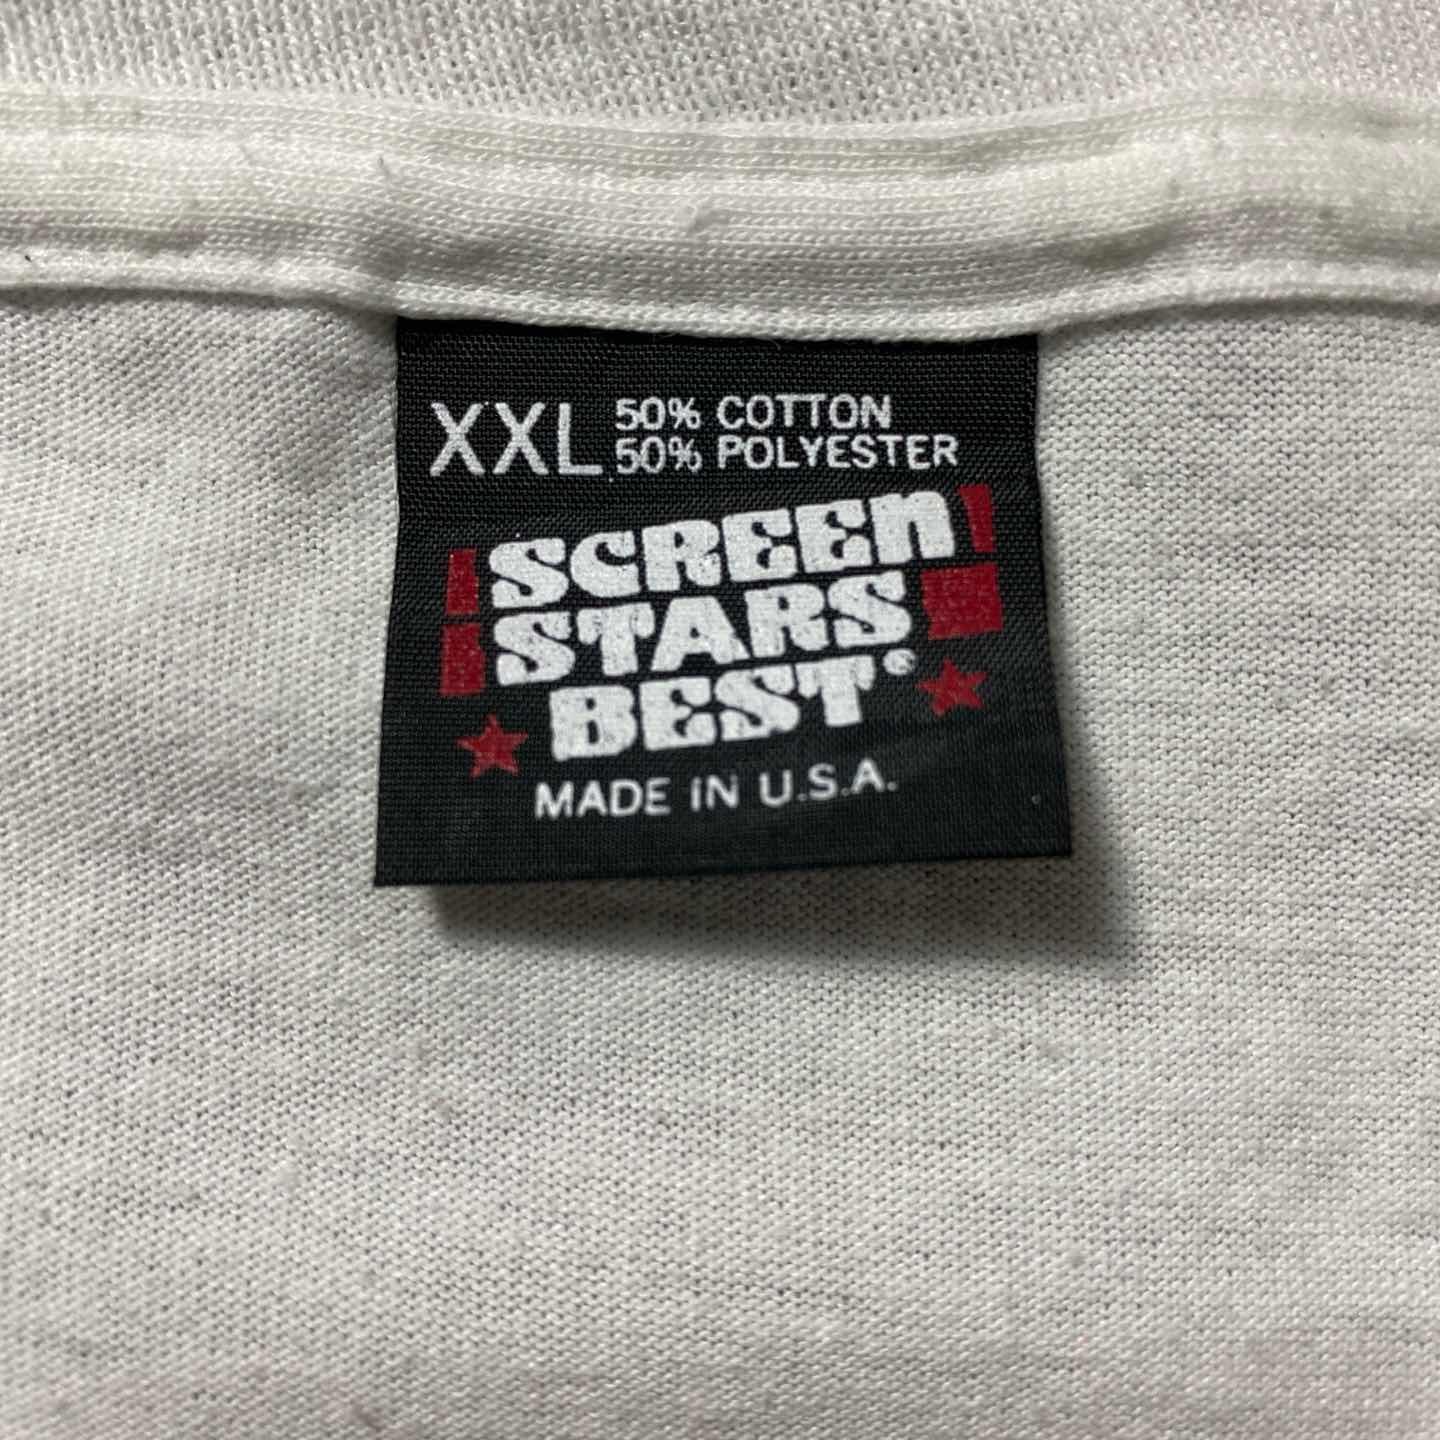 XXL 50% COTTON
50% POLYESTER
SCREEN
STARS
BEST®
MADE IN U.S.A.